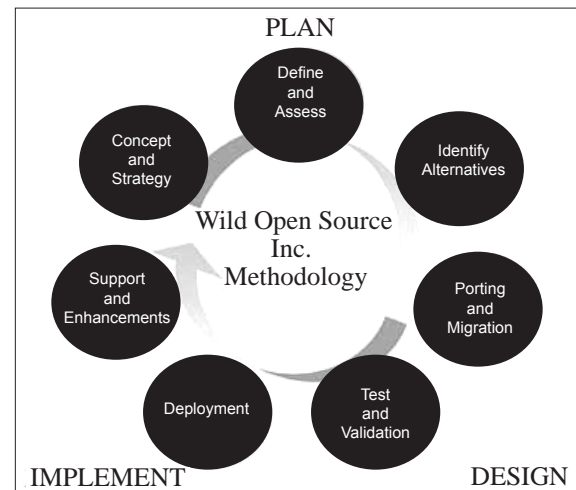 PLAN
Define
and
Assess
Concept
and
Strategy
Identify
Alternatives
Wild Open Source
Inc.
Methodology
Support
and
Enhancements
Porting
and
Migration
Deployment
Test
and
Validation
IMPLEMENT
DESIGN